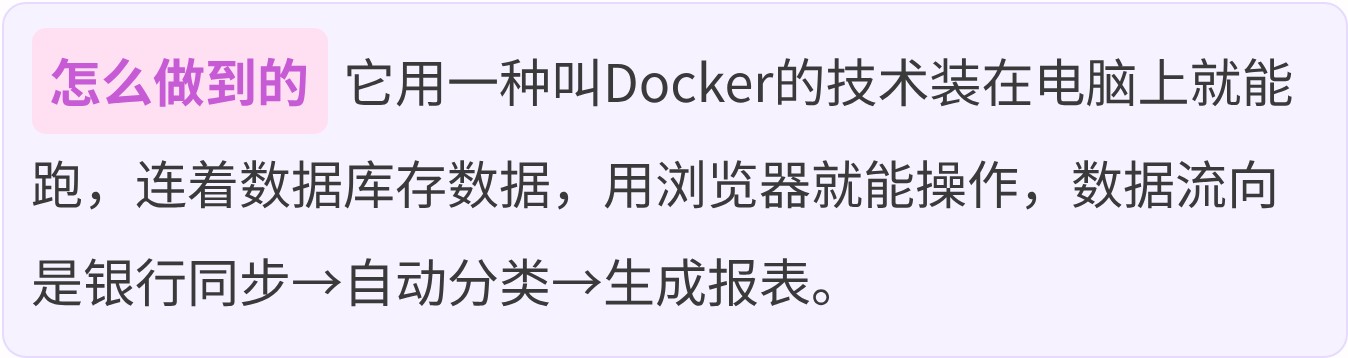 怎么做到的 它用一种叫Docker的技术装在电脑上就能
跑，连着数据库存数据，用浏览器就能操作，数据流向
是银行同步→自动分类→生成报表。